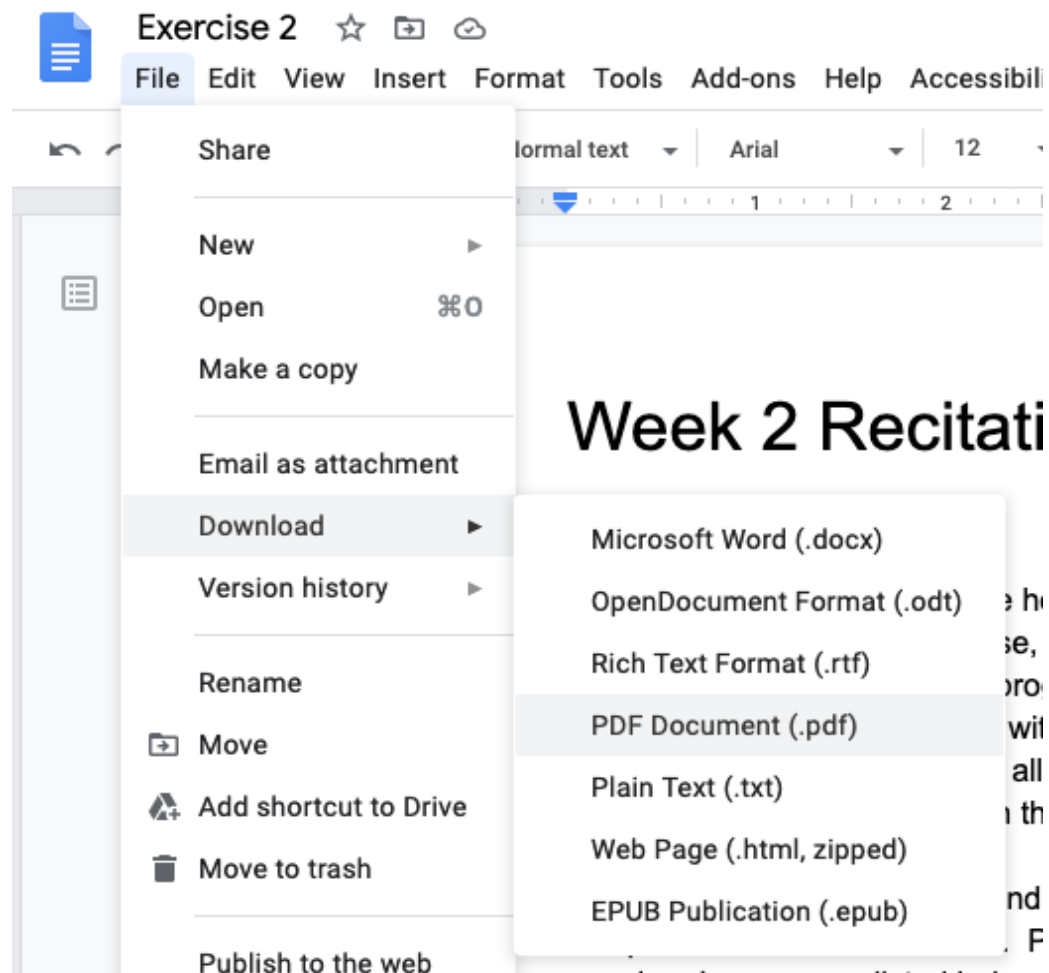 Exercise 2
File Edit View Insert Format Tools Add-ons Help
Normal text Arial 12
1 2
Share
New
Open ⌘O
Make a copy
Email as attachment
Download
Version history
Rename
Move
Add shortcut to Drive
Move to trash
Publish to the web
Microsoft Word (.docx)
OpenDocument Format (.odt)
Rich Text Format (.rtf)
PDF Document (.pdf)
Plain Text (.txt)
Web Page (.html, zipped)
EPUB Publication (.epub)
Week 2